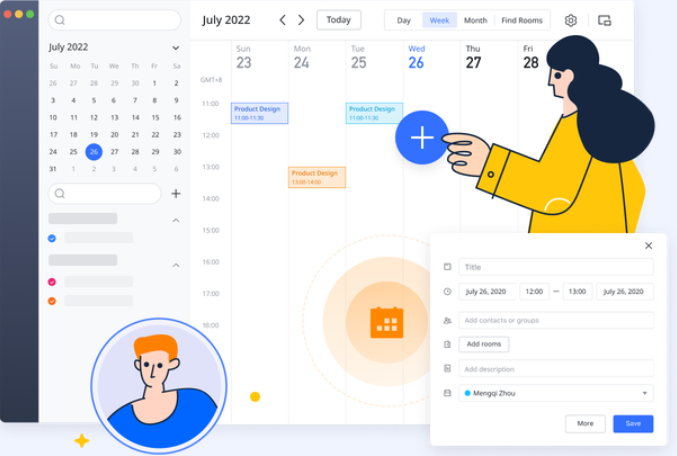 July 2022
Su Mo Tu We Th Fr Sa
26 27 28 29 30 1 2
3 4 5 6 7 8 9
10 11 12 13 14 15 16
17 18 19 20 21 22 23
24 25 26 27 28 29 30
31 1 2 3 4 5 6
July 2022
Today
Day Week Month Find Rooms
Sun Mon Tue Wed Thu Fri
23 24 25 26 27 28
GMT+8
11:00
12:00
13:00
14:00
15:00
16:00
17:00
18:00
Product Design
11:00-11:30
Product Design
11:00-11:30
Product Design
13:00-14:00
Title
July 26, 2020 12:00 — 13:00 July 26, 2020
Add contacts or groups
Add rooms
Add description
Mengqi Zhou
More Save